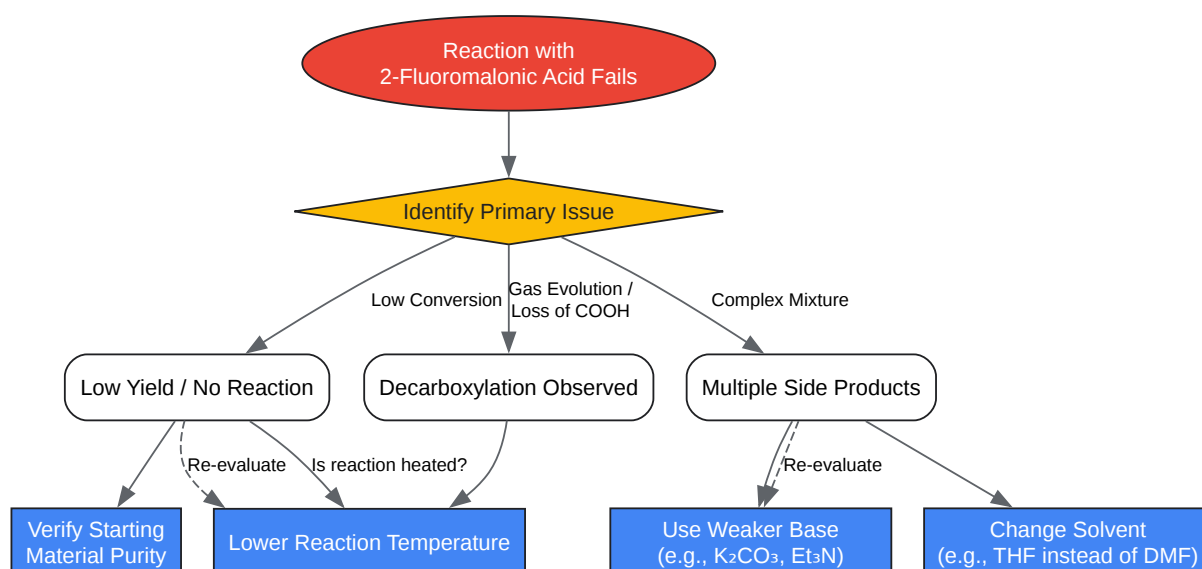 Reaction with
2-Fluoromalonic Acid Fails
Identify Primary Issue
Low Conversion
Gas Evolution /
Loss of COOH
Complex Mixture
Low Yield / No Reaction
Decarboxylation Observed
Multiple Side Products
Re-evaluate
Is reaction heated?
Re-evaluate
Verify Starting
Material Purity
Lower Reaction Temperature
Use Weaker Base
(e.g., K₂CO₃, Et₃N)
Change Solvent
(e.g., THF instead of DMF)